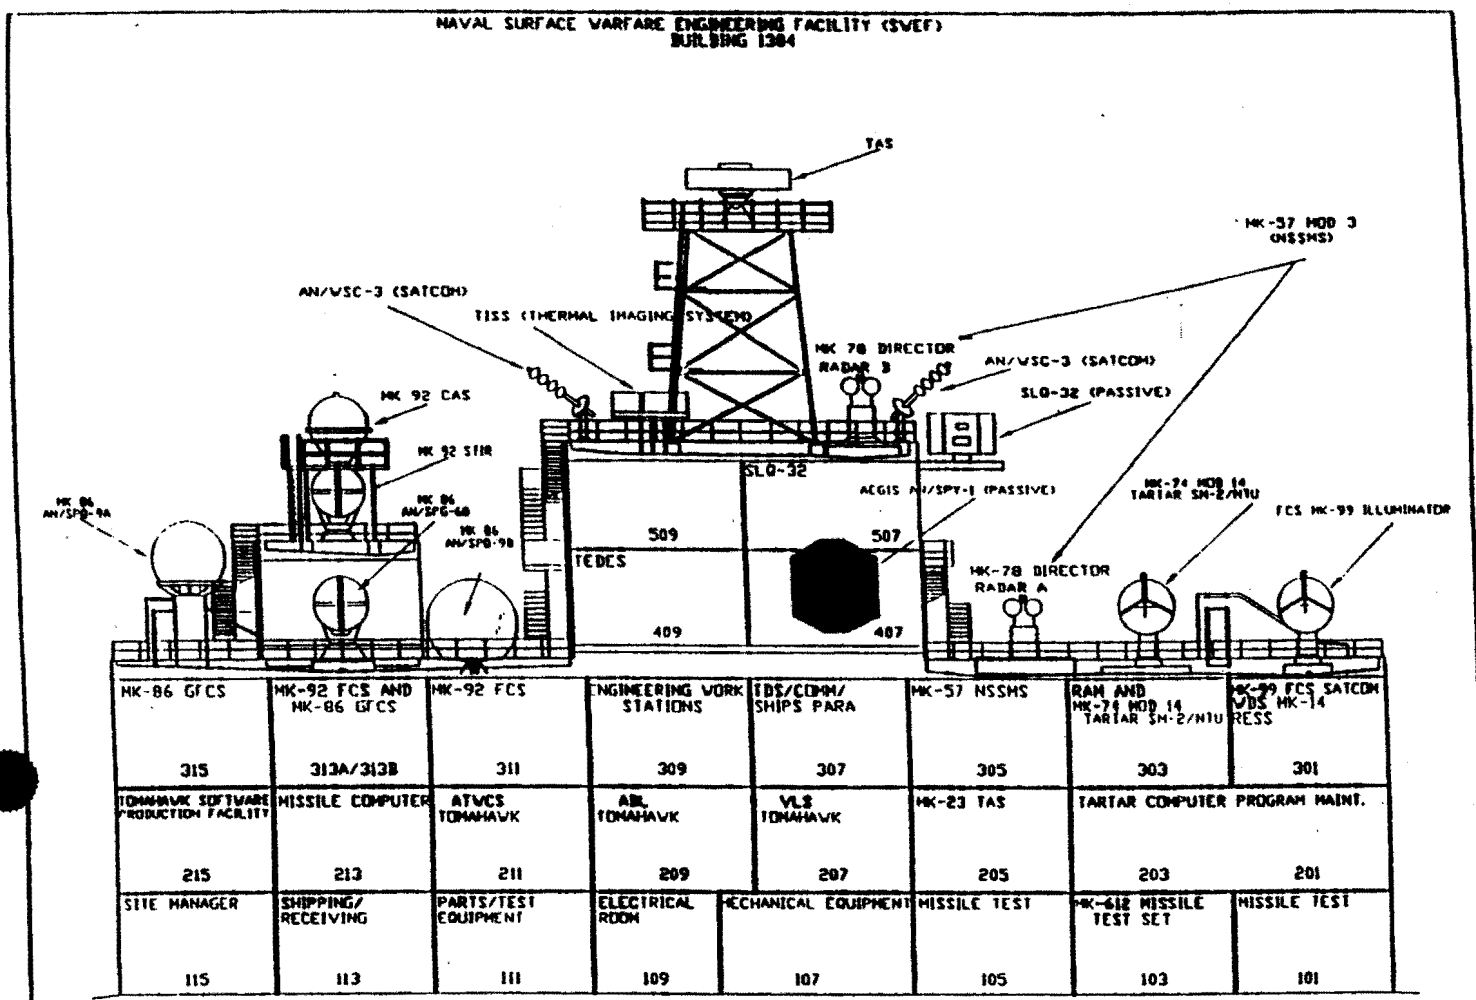 NAVAL SURFACE WARFARE ENGINEERING FACILITY (SWEF)
BUILDING 1384
TAS
MK-57 MOD 3
(NSSMS)
AN/WSC-3 (SATCOM)
TISS (THERMAL IMAGING SYSTEM)
MK 78 DIRECTOR
RADAR B
AN/WSC-3 (SATCOM)
SLQ-32 (PASSIVE)
MK 92 CAS
MK 92 STIR
SLQ-32
AEGIS AN/SPY-1 (PASSIVE)
MK-74 MOD 14
TARTAR SM-2/NTU
FCS MK-99 ILLUMINATOR
MK 86
AN/SPQ-9A
MK 86
AN/SPG-60
MK 86
AN/SPQ-9B
509
507
TEDES
MK-78 DIRECTOR
RADAR A
409
407
MK-86 GFCS
315
MK-92 FCS AND
MK-86 GFCS
313A/313B
MK-92 FCS
311
ENGINEERING WORK
STATIONS
309
TDS/COMM/
SHIPS PARA
307
MK-57 NSSMS
305
RAM AND
MK-74 MOD 14
TARTAR SM-2/NTU
303
MK-99 FCS SATCOM
WDS MK-14
RESS
301
TOMAHAWK SOFTWARE
PRODUCTION FACILITY
215
MISSILE COMPUTER
213
ATWCS
TOMAHAWK
211
ABL
TOMAHAWK
209
VLS
TOMAHAWK
207
MK-23 TAS
205
TARTAR COMPUTER PROGRAM MAINT.
203
201
SITE MANAGER
115
SHIPPING/
RECEIVING
113
PARTS/TEST
EQUIPMENT
111
ELECTRICAL
ROOM
109
MECHANICAL EQUIPMENT
107
MISSILE TEST
105
MK-612 MISSILE
TEST SET
103
MISSILE TEST
101